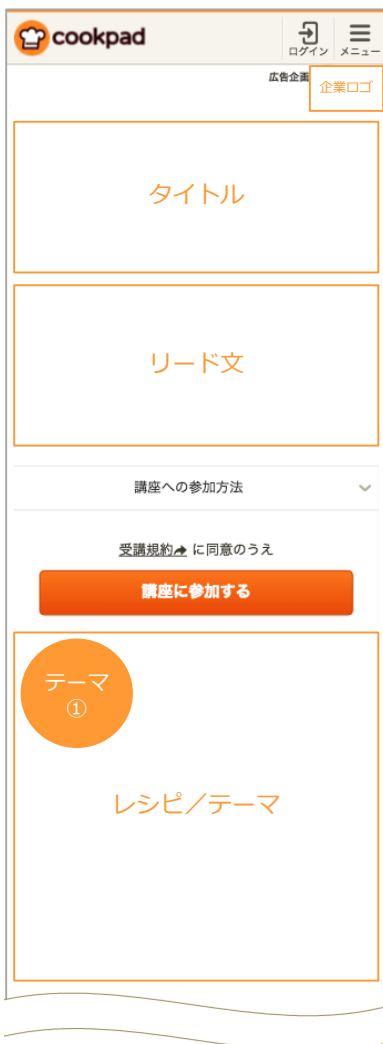 cookpad
ログイン
メニュー
広告企画
企業ロゴ
タイトル
リード文
講座への参加方法
受講規約 に同意のうえ
講座に参加する
テーマ
①
レシピ／テーマ